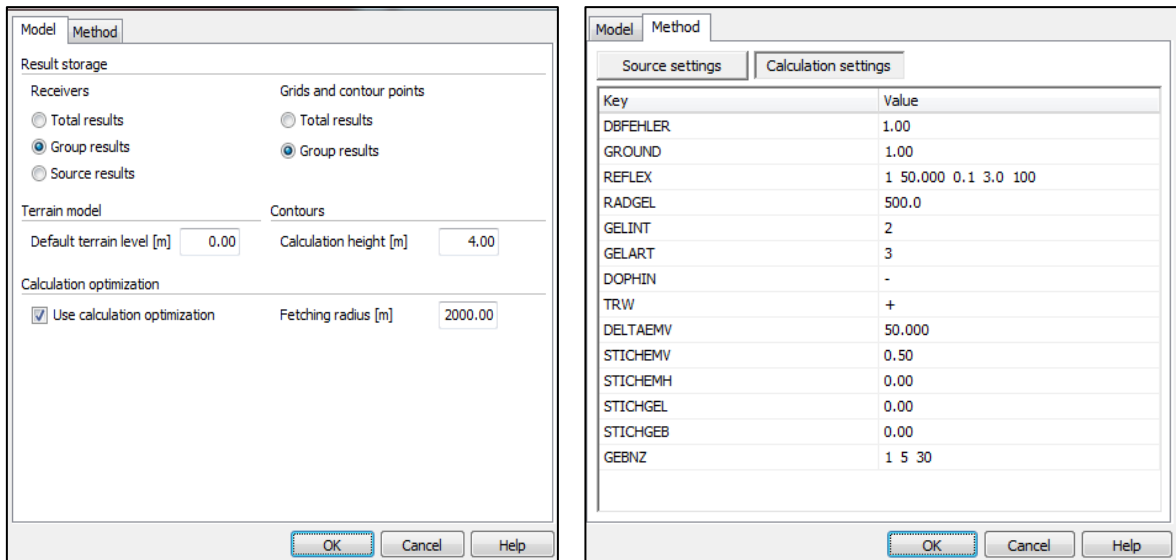 Model Method
Result storage
Receivers Grids and contour points
Total results Total results
Group results Group results
Source results
Terrain model Contours
Default terrain level [m] 0.00 Calculation height [m] 4.00
Calculation optimization
Use calculation optimization Fetching radius [m] 2000.00
OK Cancel Help
Model Method
Source settings Calculation settings
Key Value
DBFEHLER 1.00
GROUND 1.00
REFLEX 1 50.000 0.1 3.0 100
RADGEL 500.0
GELINT 2
GELART 3
DOPHIN -
TRW +
DELTAEMV 50.000
STICHEMV 0.50
STICHEMH 0.00
STICHGEL 0.00
STICHGEB 0.00
GEBNZ 1 5 30
OK Cancel Help